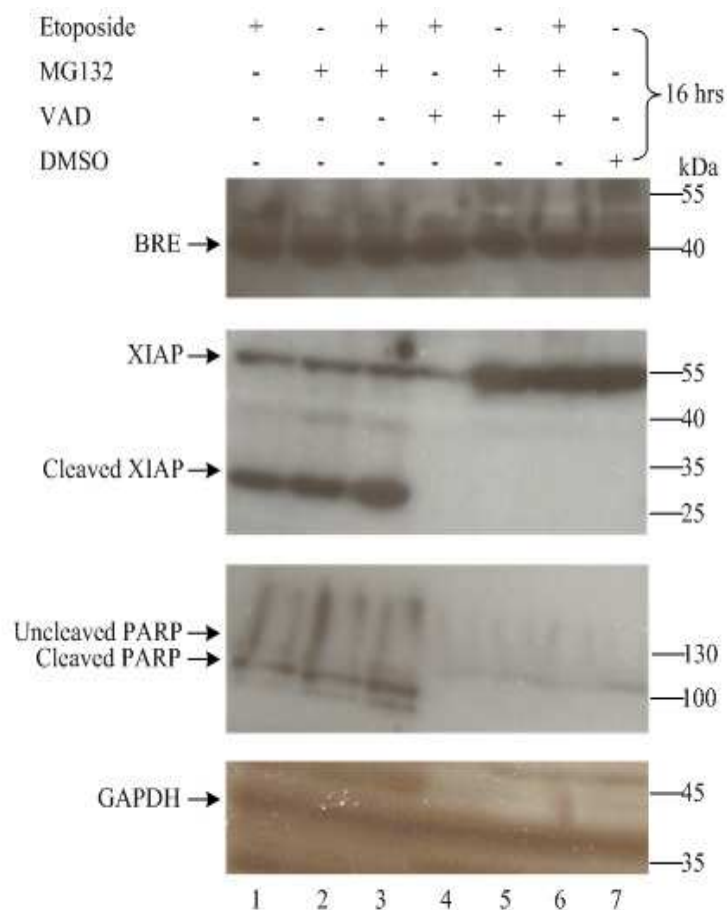 Etoposide + - + + - + -
MG132 - + + - + + - 16 hrs
VAD - - - + + + -
DMSO - - - - - - + kDa
55
BRE 40
XIAP
55
40
Cleaved XIAP 35
25
Uncleaved PARP
130
Cleaved PARP
100
GAPDH 45
35
1 2 3 4 5 6 7